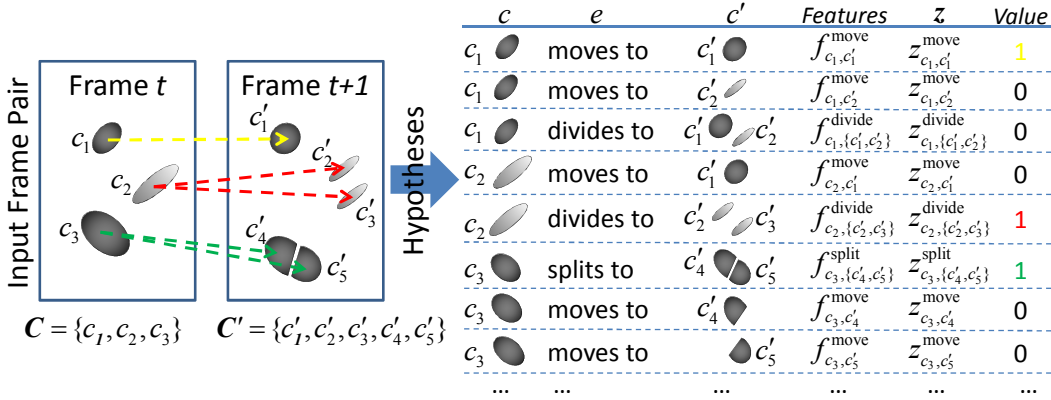 Input Frame Pair
Frame t
Frame t+1
c₁
c′₁
c₂
c′₂
c′₃
c₃
c′₄
c′₅
C = {c₁, c₂, c₃}
C′ = {c′₁, c′₂, c′₃, c′₄, c′₅}
Hypotheses
c e c′ Features z Value
c₁ moves to c′₁ f^move_{c₁,c′₁} z^move_{c₁,c′₁} 1
c₁ moves to c′₂ f^move_{c₁,c′₂} z^move_{c₁,c′₂} 0
c₁ divides to c′₁ c′₂ f^divide_{c₁,{c′₁,c′₂}} z^divide_{c₁,{c′₁,c′₂}} 0
c₂ moves to c′₁ f^move_{c₂,c′₁} z^move_{c₂,c′₁} 0
c₂ divides to c′₂ c′₃ f^divide_{c₂,{c′₂,c′₃}} z^divide_{c₂,{c′₂,c′₃}} 1
c₃ splits to c′₄ c′₅ f^split_{c₃,{c′₄,c′₅}} z^split_{c₃,{c′₄,c′₅}} 1
c₃ moves to c′₄ f^move_{c₃,c′₄} z^move_{c₃,c′₄} 0
c₃ moves to c′₅ f^move_{c₃,c′₅} z^move_{c₃,c′₅} 0
... ... ... ... ... ...